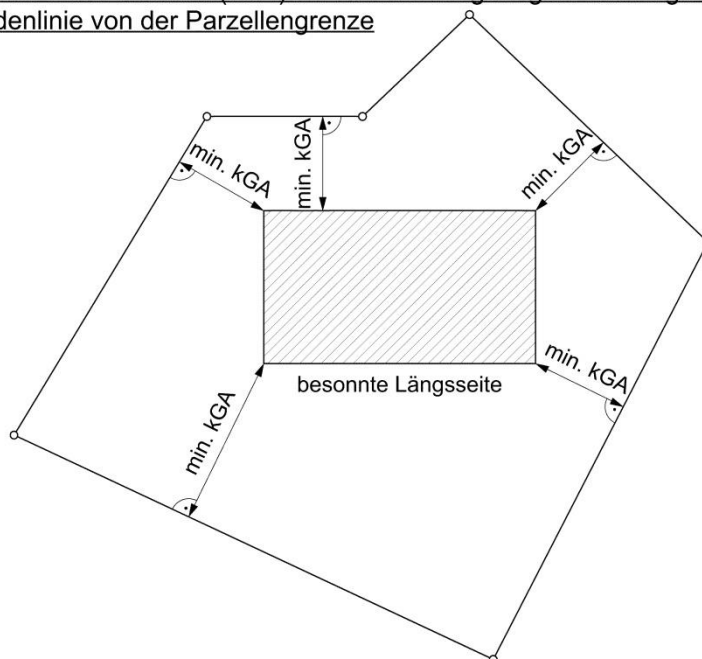 denlinie von der Parzellengrenze
min. kGA
min. kGA
min. kGA
min. kGA
besonnte Längsseite
min. kGA